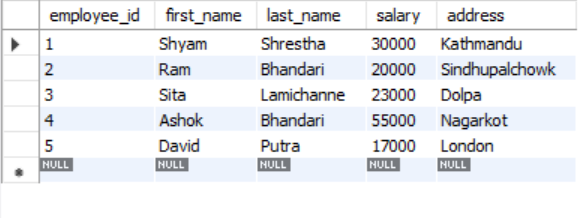 employee_id first_name last_name salary address
1 Shyam Shrestha 30000 Kathmandu
2 Ram Bhandari 20000 Sindhupalchowk
3 Sita Lamichanne 23000 Dolpa
4 Ashok Bhandari 55000 Nagarkot
5 David Putra 17000 London
NULL NULL NULL NULL NULL